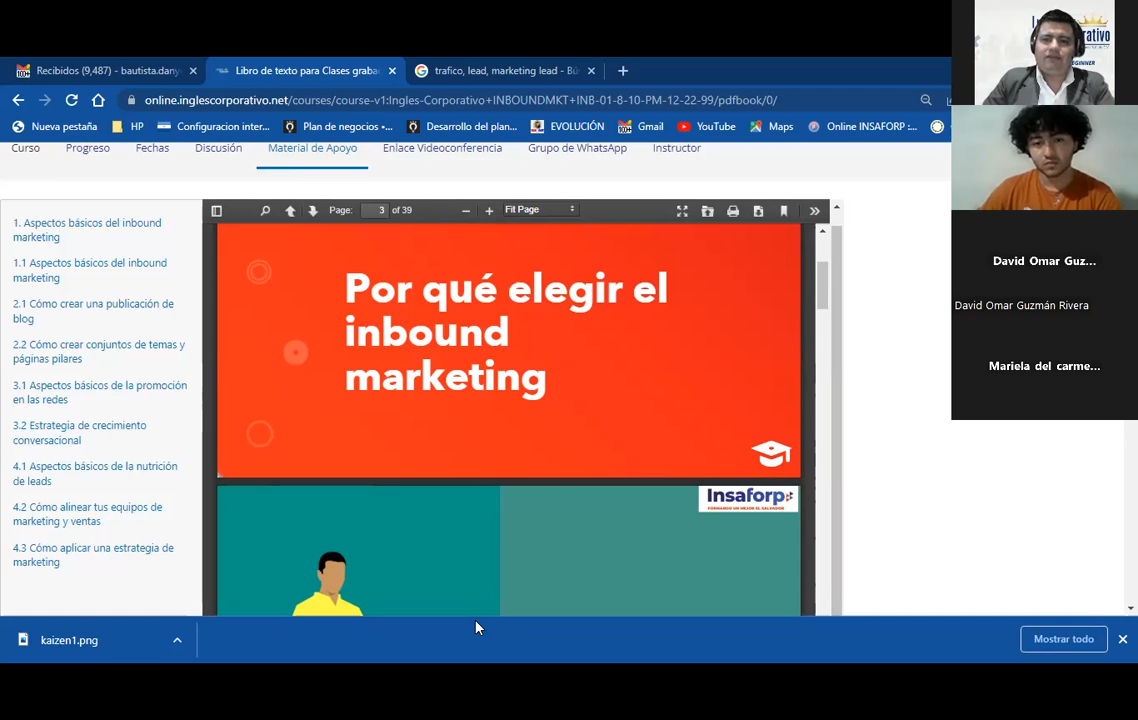 Recibidos (9,487) - bautista.dany
Libro de texto para Clases graba
trafico, lead, marketing lead - Bú
online.inglescorporativo.net/courses/course-v1:Ingles-Corporativo+INBOUNDMKT+INB-01-8-10-PM-12-22-99/pdfbook/0/
Nueva pestaña
HP
Configuracion inter...
Plan de negocios •...
Desarrollo del plan...
EVOLUCIÓN
Gmail
YouTube
Maps
Online INSAFORP :...
Curso
Progreso
Fechas
Discusión
Material de Apoyo
Enlace Videoconferencia
Grupo de WhatsApp
Instructor
1. Aspectos básicos del inbound
marketing
1.1 Aspectos básicos del inbound
marketing
2.1 Cómo crear una publicación de
blog
2.2 Cómo crear conjuntos de temas y
páginas pilares
3.1 Aspectos básicos de la promoción
en las redes
3.2 Estrategia de crecimiento
conversacional
4.1 Aspectos básicos de la nutrición
de leads
4.2 Cómo alinear tus equipos de
marketing y ventas
4.3 Cómo aplicar una estrategia de
marketing
Page: 3 of 39
Fit Page
Por qué elegir el
inbound
marketing
Insaforp
FORMANDO UN MEJOR EL SALVADOR
kaizen1.png
Mostrar todo
David Omar Guz...
David Omar Guzmán Rivera
Mariela del carme...